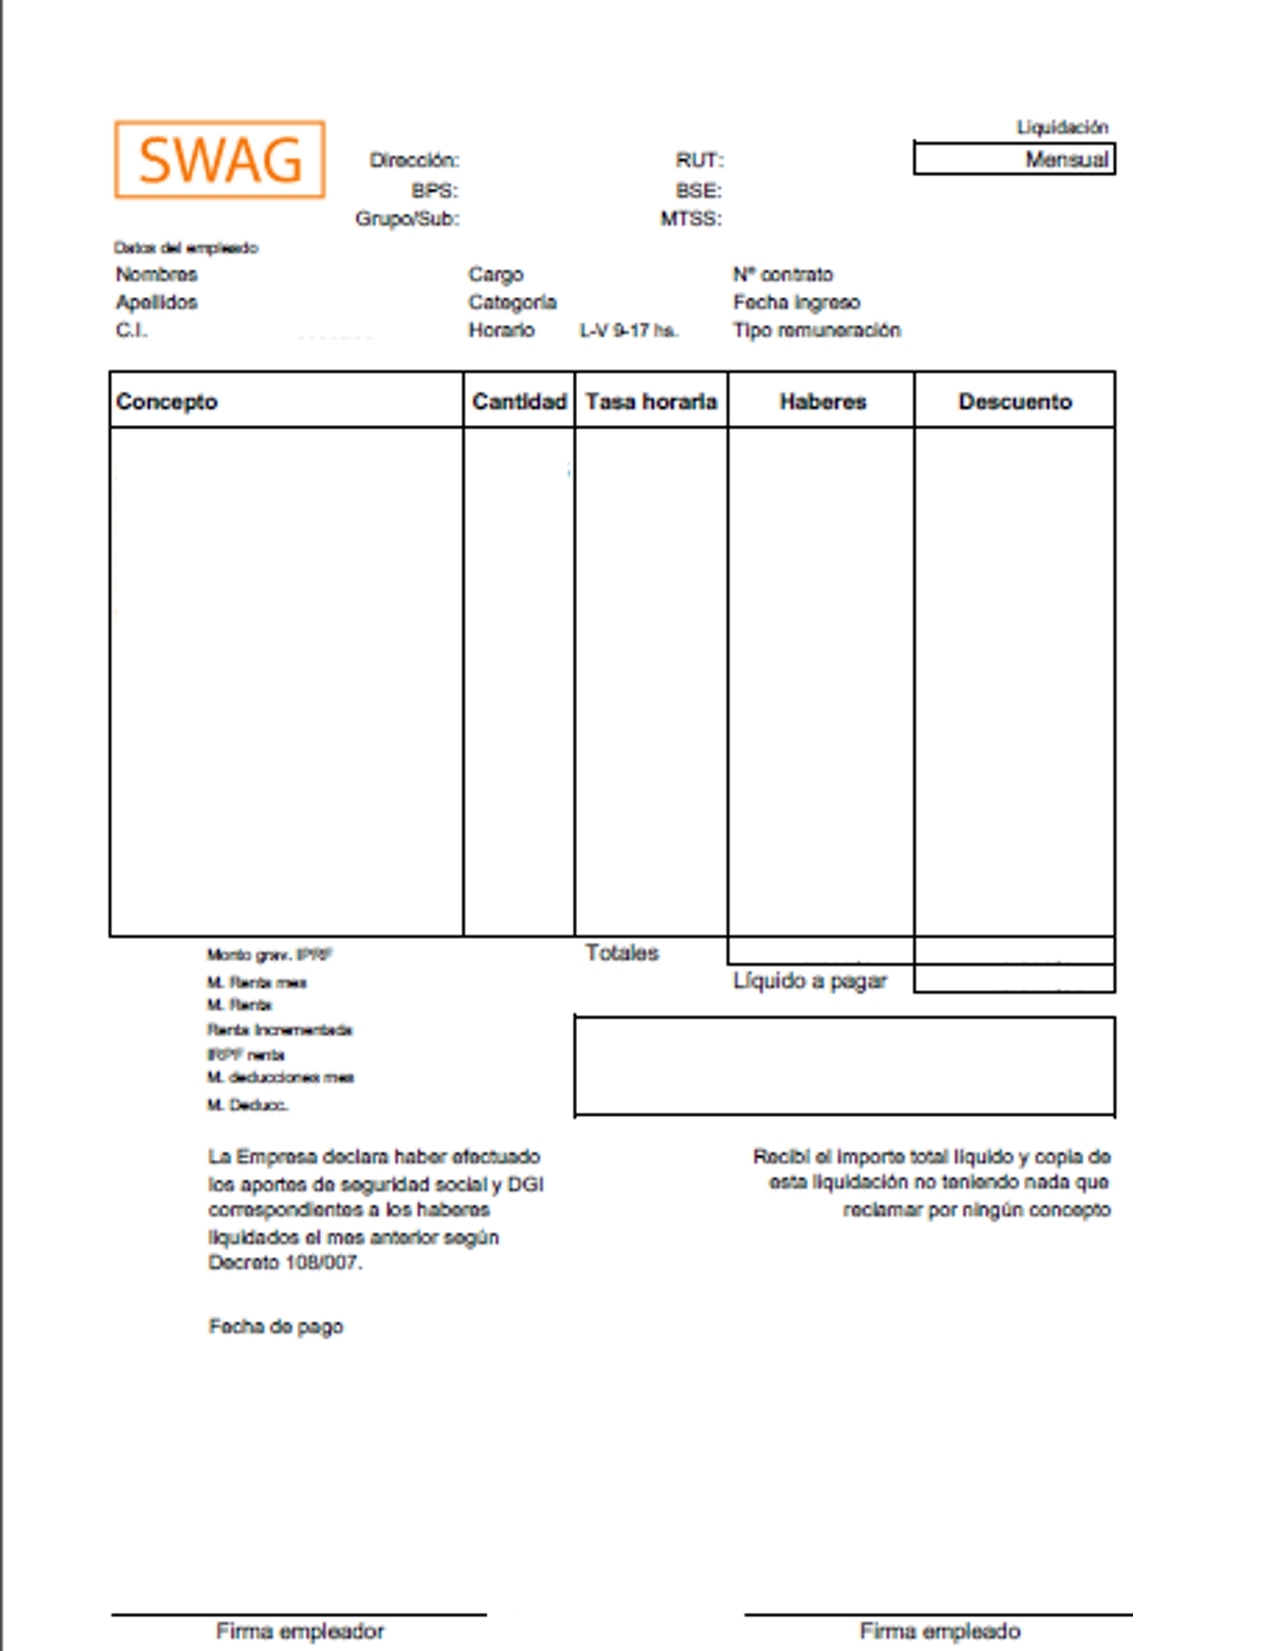 Liquidación
SWAG Dirección: RUT: Mensual
BPS: BSE:
Grupo/Sub: MTSS:
Datos del empleado
Nombres Cargo Nº contrato
Apellidos Categoría Fecha ingreso
C.I. Horario L-V 9-17 hs. Tipo remuneración
Concepto Cantidad Tasa horaria Haberes Descuento
Monto grav. IPRF Totales
M. Renta mes Líquido a pagar
M. Renta
Renta Incrementada
IRPF renta
M. deducciones mes
M. Deducc.
La Empresa declara haber efectuado
los aportes de seguridad social y DGI
correspondientes a los haberes
liquidados el mes anterior según
Decreto 108/007.
Recibí el importe total líquido y copia de
esta liquidación no teniendo nada que
reclamar por ningún concepto
Fecha de pago
Firma empleador Firma empleado